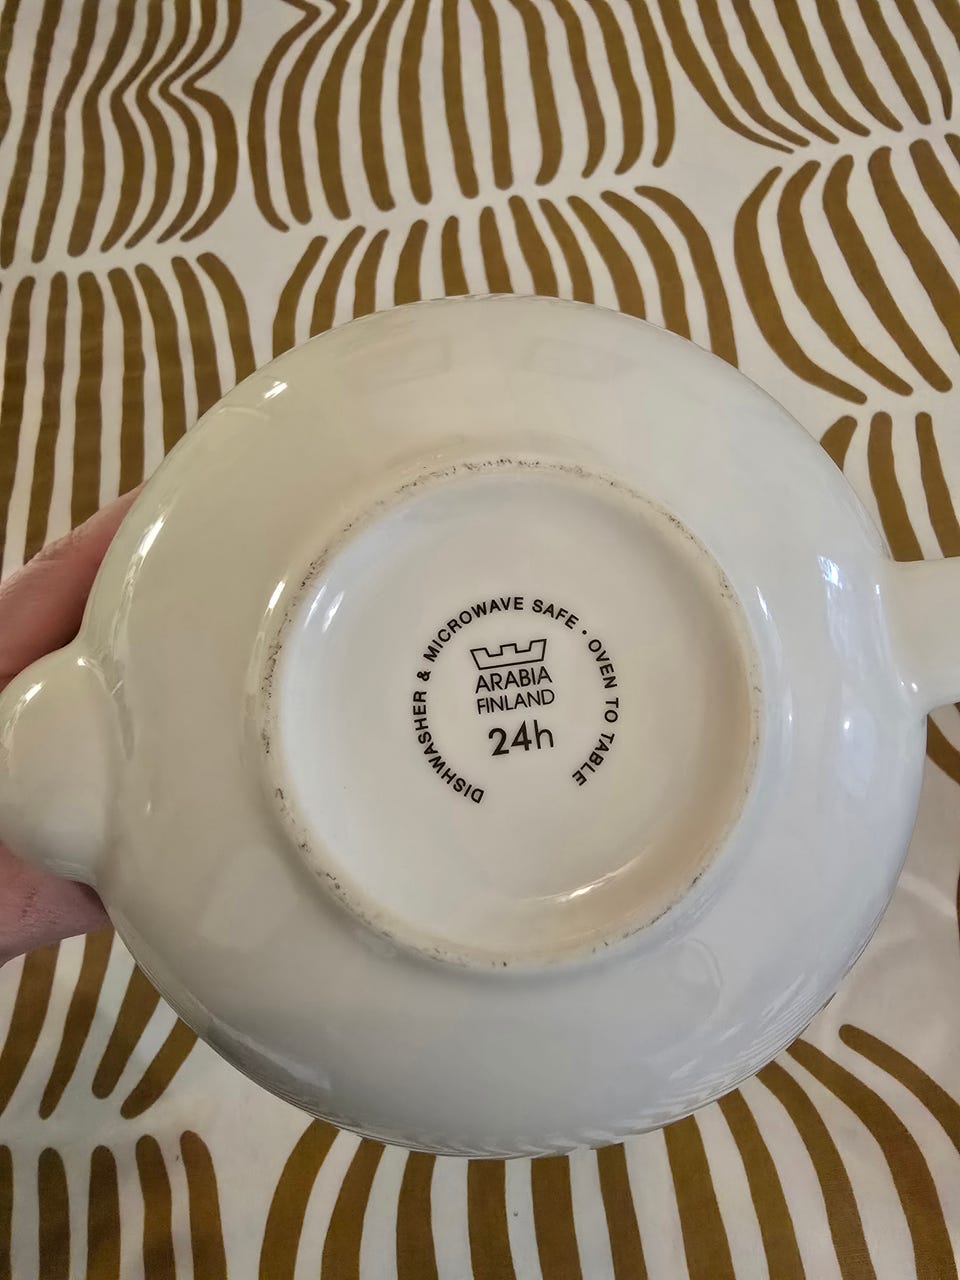 DISHWASHER & MICROWAVE SAFE • OVEN TO TABLE
ARABIA
FINLAND
24h